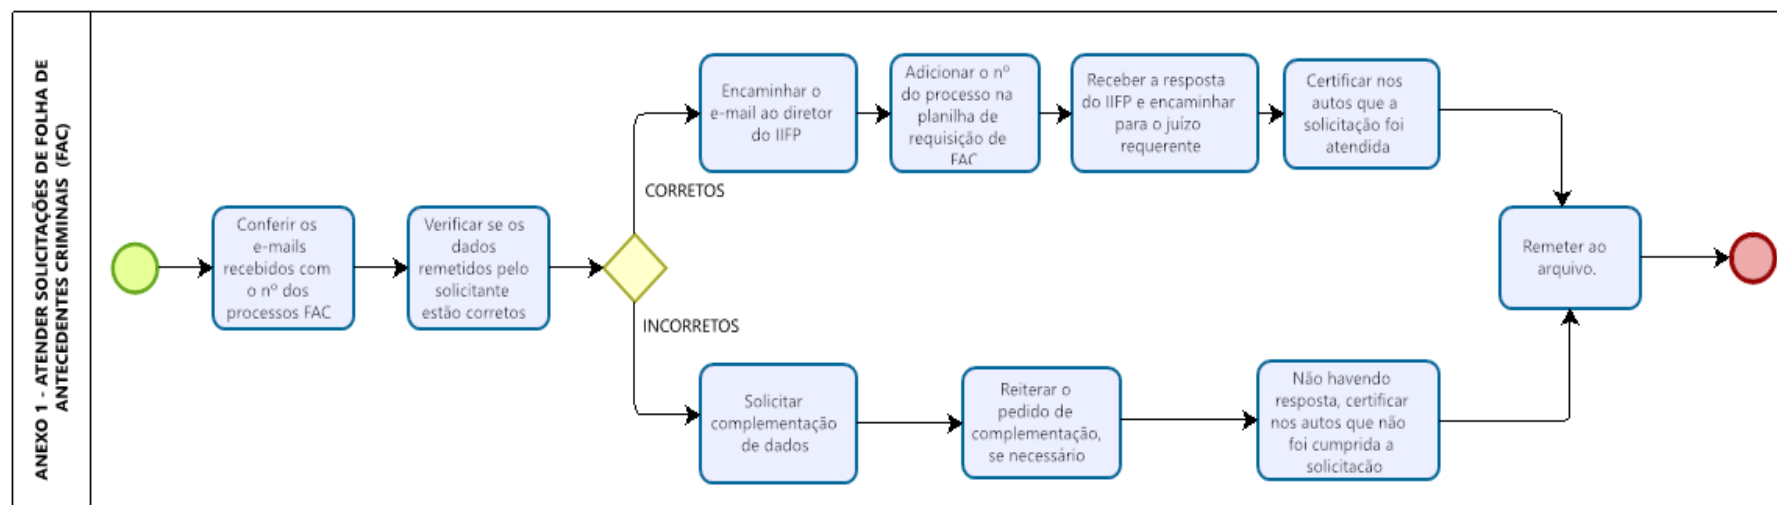 ANEXO 1 - ATENDER SOLICITAÇÕES DE FOLHA DE
ANTECEDENTES CRIMINAIS (FAC)
Conferir os
e-mails
recebidos com
o nº dos
processos FAC
Verificar se os
dados
remetidos pelo
solicitante
estão corretos
CORRETOS
Encaminhar o
e-mail ao diretor
do IIFP
Adicionar o nº
do processo na
planilha de
requisição de
FAC
Receber a resposta
do IIFP e encaminhar
para o juízo
requerente
Certificar nos
autos que a
solicitação foi
atendida
INCORRETOS
Solicitar
complementação
de dados
Reiterar o
pedido de
complementação,
se necessário
Não havendo
resposta, certificar
nos autos que não
foi cumprida a
solicitação
Remeter ao
arquivo.